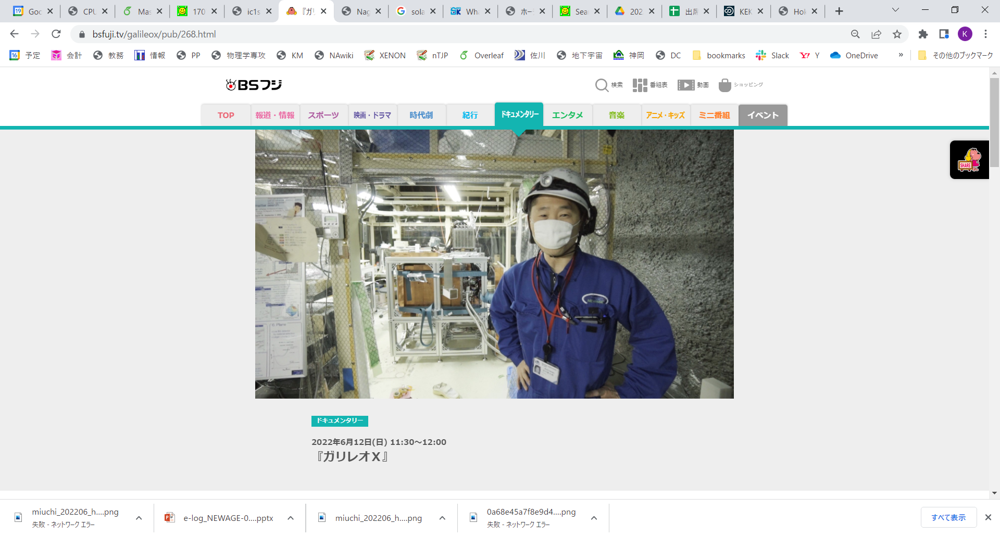 Goo
CPU
Mas
170
ic1s
『ガリ
Nag
sola
Wha
ホーム
Sear
202
出席
KEK
Hok
bsfuji.tv/galileox/pub/268.html
K
予定
会計
教務
情報
PP
物理学専攻
KM
NAwiki
XENON
nTJP
Overleaf
佐川
地下宇宙
神岡
DC
bookmarks
Slack
Y
OneDrive
»
その他のブックマーク
BSフジ
検索
番組表
動画
ショッピング
TOP
報道・情報
スポーツ
映画・ドラマ
時代劇
紀行
ドキュメンタリー
エンタメ
音楽
アニメ・キッズ
ミニ番組
イベント
SHARE
ドキュメンタリー
2022年6月12日(日) 11:30～12:00
『ガリレオX』
miuchi_202206_h....png
失敗 - ネットワーク エラー
e-log_NEWAGE-0....pptx
miuchi_202206_h....png
0a68e45a7f8e9d4....png
失敗 - ネットワーク エラー
すべて表示